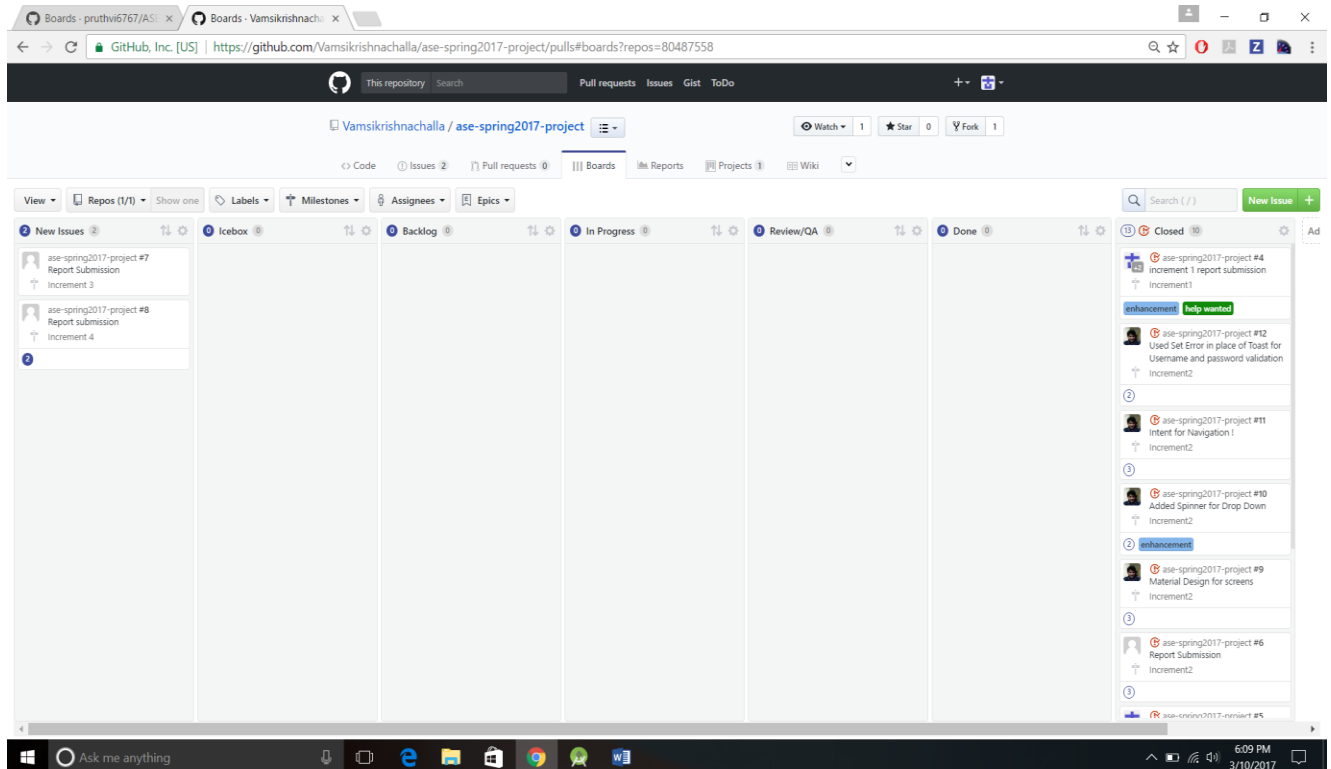 Boards - pruthvi6767/ASE
Boards - Vamsikrishnacha
GitHub, Inc. [US] | https://github.com/Vamsikrishnachalla/ase-spring2017-project/pulls#boards?repos=80487558
This repository Search Pull requests Issues Gist ToDo
Vamsikrishnachalla / ase-spring2017-project Watch 1 Star 0 Fork 1
Code Issues 2 Pull requests 0 Boards Reports Projects 1 Wiki
View Repos (1/1) Show one Labels Milestones Assignees Epics Search ( / ) New Issue +
2 New Issues 2
ase-spring2017-project #7
Report Submission
Increment 3
ase-spring2017-project #8
Report submission
Increment 4
2
0 Icebox 0
0 Backlog 0
0 In Progress 0
0 Review/QA 0
0 Done 0
13 Closed 10
+2
ase-spring2017-project #4
increment 1 report submission
Increment1
enhancement help wanted
ase-spring2017-project #12
Used Set Error in place of Toast for
Username and password validation
Increment2
2
ase-spring2017-project #11
Intent for Navigation !
Increment2
3
ase-spring2017-project #10
Added Spinner for Drop Down
Increment2
2 enhancement
ase-spring2017-project #9
Material Design for screens
Increment2
3
ase-spring2017-project #6
Report Submission
Increment2
3
ase-spring2017-project #5
Ad
Ask me anything
6:09 PM
3/10/2017